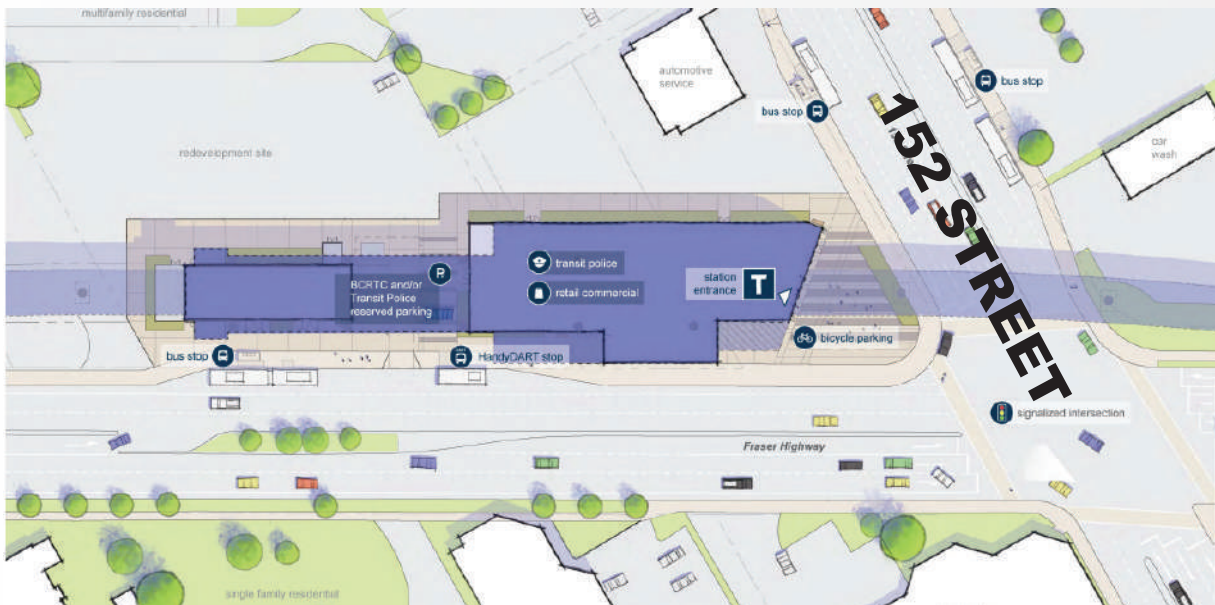 multifamily residential
automotive
service
bus stop
bus stop
152 STREET
car
wash
redevelopment site
transit police
retail commercial
BCRTC and/or
Transit Police
reserved parking
station
entrance
T
bus stop
HandyDART stop
bicycle parking
signalized intersection
Fraser Highway
single family residential